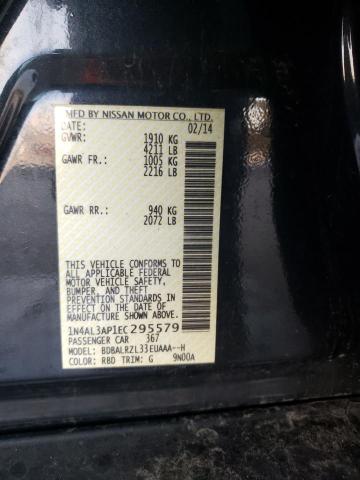 MFD BY NISSAN MOTOR CO., LTD.
DATE: 02/14
GVWR: 1910 KG
4211 LB
GAWR FR: 1005 KG
2216 LB
GAWR RR: 940 KG
2072 LB
THIS VEHICLE CONFORMS TO
ALL APPLICABLE FEDERAL
MOTOR VEHICLE SAFETY,
BUMPER, AND THEFT
PREVENTION STANDARDS
IN EFFECT ON THE DATE OF
MANUFACTURE SHOWN ABOVE.
1N4AL3AP1EC295579
PASSENGER CAR 367
MODEL: BDBALRZL33EUAAA--H
COLOR: RBD TRIM: G 9N00A